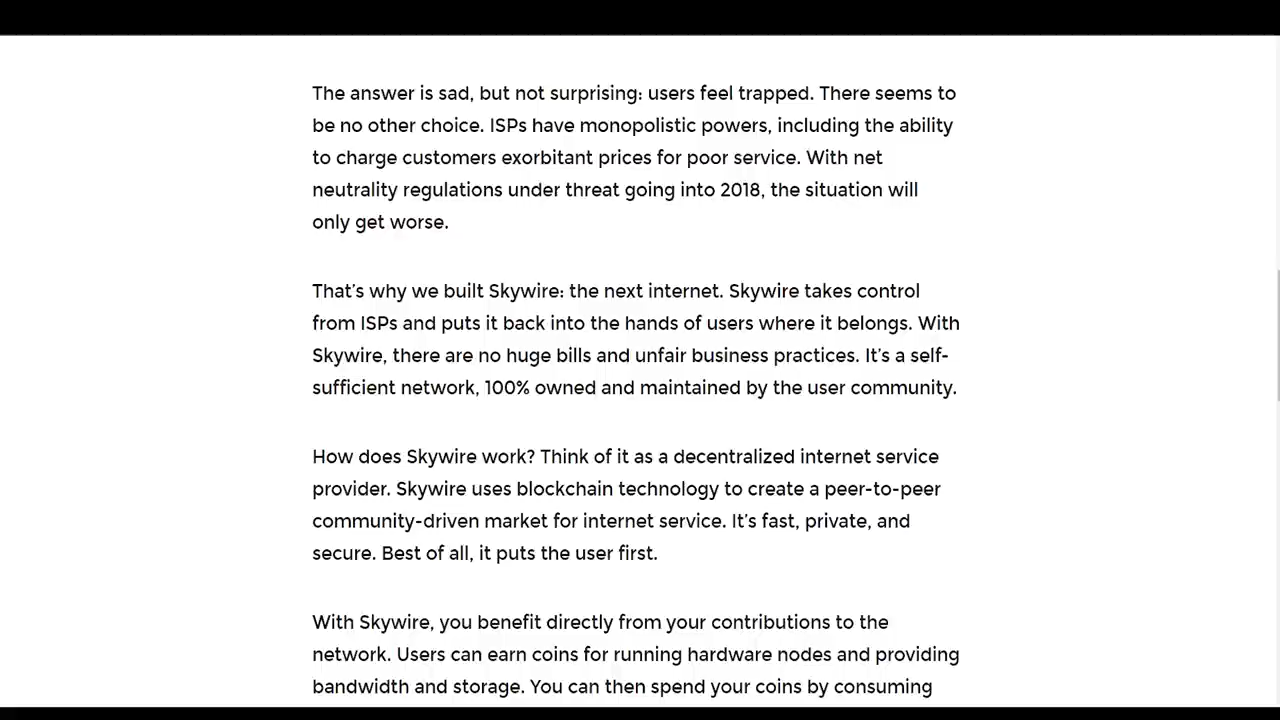 The answer is sad, but not surprising: users feel trapped. There seems to
be no other choice. ISPs have monopolistic powers, including the ability
to charge customers exorbitant prices for poor service. With net
neutrality regulations under threat going into 2018, the situation will
only get worse.
That’s why we built Skywire: the next internet. Skywire takes control
from ISPs and puts it back into the hands of users where it belongs. With
Skywire, there are no huge bills and unfair business practices. It’s a self-
sufficient network, 100% owned and maintained by the user community.
How does Skywire work? Think of it as a decentralized internet service
provider. Skywire uses blockchain technology to create a peer-to-peer
community-driven market for internet service. It’s fast, private, and
secure. Best of all, it puts the user first.
With Skywire, you benefit directly from your contributions to the
network. Users can earn coins for running hardware nodes and providing
bandwidth and storage. You can then spend your coins by consuming